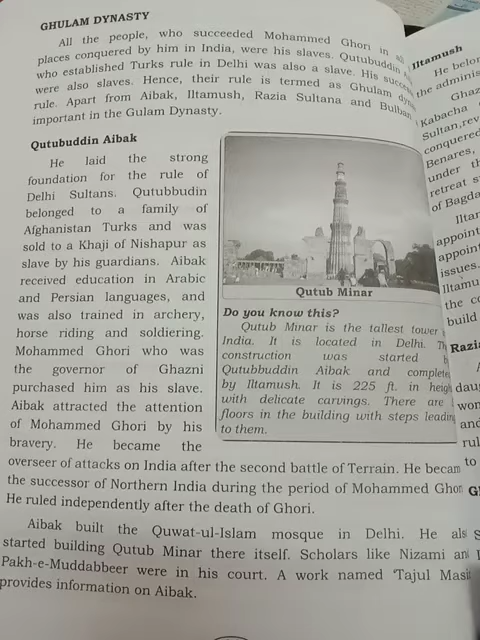 GHULAM DYNASTY
All the people, who succeeded Mohammed Ghori in all
places conquered by him in India, were his slaves. Qutubuddin
who established Turks rule in Delhi was also a slave. His
were also slaves. Hence, their rule is termed as Ghulam
rule. Apart from Aibak, Iltamush, Razia Sultana and Bulban
important in the Gulam Dynasty.
Qutubuddin Aibak
He laid the strong
foundation for the rule of
Delhi Sultans. Qutubbudin
belonged to a family of
Afghanistan Turks and was
sold to a Khaji of Nishapur as
slave by his guardians. Aibak
received education in Arabic
and Persian languages, and
was also trained in archery,
horse riding and soldiering.
Mohammed Ghori who was
the governor of Ghazni
purchased him as his slave.
Aibak attracted the attention
of Mohammed Ghori by his
bravery. He became the
overseer of attacks on India after the second battle of Terrain. He becam
the successor of Northern India during the period of Mohammed Ghor
He ruled independently after the death of Ghori.
Aibak built the Quwat-ul-Islam mosque in Delhi. He als
started building Qutub Minar there itself. Scholars like Nizami an
Pakh-e-Muddabbeer were in his court. A work named 'Tajul Masi
provides information on Aibak.
Qutub Minar
Do you know this?
Qutub Minar is the tallest tower
India. It is located in Delhi.
construction was started
Qutubbuddin Aibak and complete
by Iltamush. It is 225 ft. in heig
with delicate carvings. There are
floors in the building with steps leadin
to them.
Iltamush
He belon
the adminis
Ghaz
Kabacha
Sultan, rev
conquered
Benares,
under th
retreat s
of Bagda
Iltar
appoint
appoin
issues.
Iltamu
the c
build
Razia
daug
won
and
rul
to